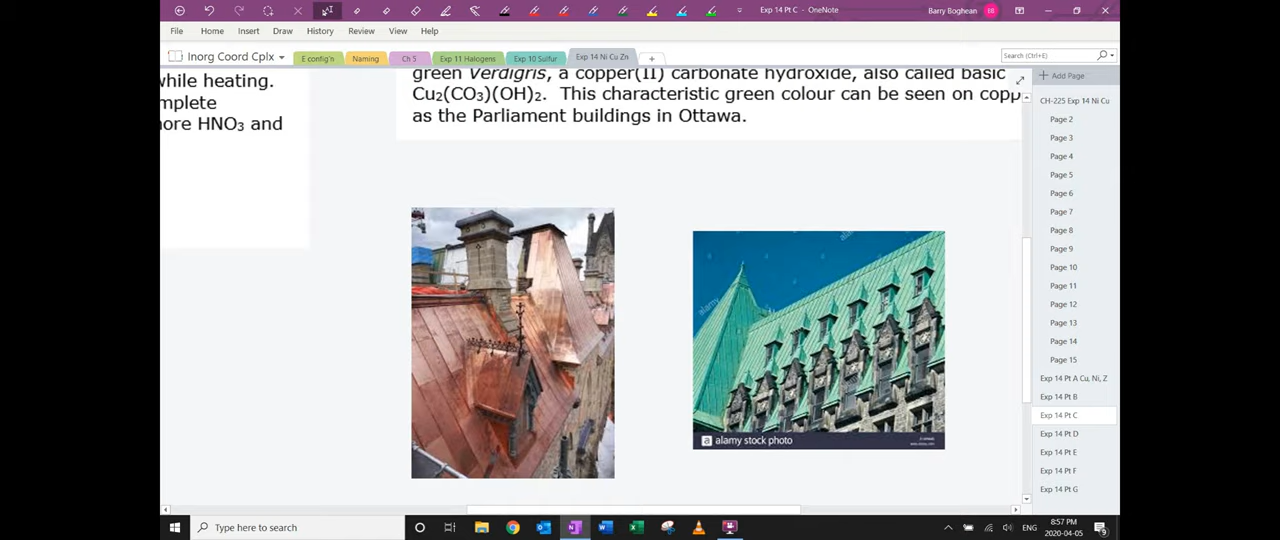 Exp 14 Pt C - OneNote
Barry Boghean
File Home Insert Draw History Review View Help
Inorg Coord Cplx
E config'n Naming Ch 5 Exp 11 Halogens Exp 10 Sulfur Exp 14 Ni Cu Zn
Search (Ctrl+E)
Add Page
while heating.
mplete
nore HNO3 and
green Verdigris, a copper(II) carbonate hydroxide, also called basic
Cu2(CO3)(OH)2. This characteristic green colour can be seen on copp
as the Parliament buildings in Ottawa.
alamy
a alamy stock photo
CH-225 Exp 14 Ni Cu
Page 2
Page 3
Page 4
Page 5
Page 6
Page 7
Page 8
Page 9
Page 10
Page 11
Page 12
Page 13
Page 14
Page 15
Exp 14 Pt A Cu, Ni, Z
Exp 14 Pt B
Exp 14 Pt C
Exp 14 Pt D
Exp 14 Pt E
Exp 14 Pt F
Exp 14 Pt G
Type here to search
ENG
8:57 PM
2020-04-05